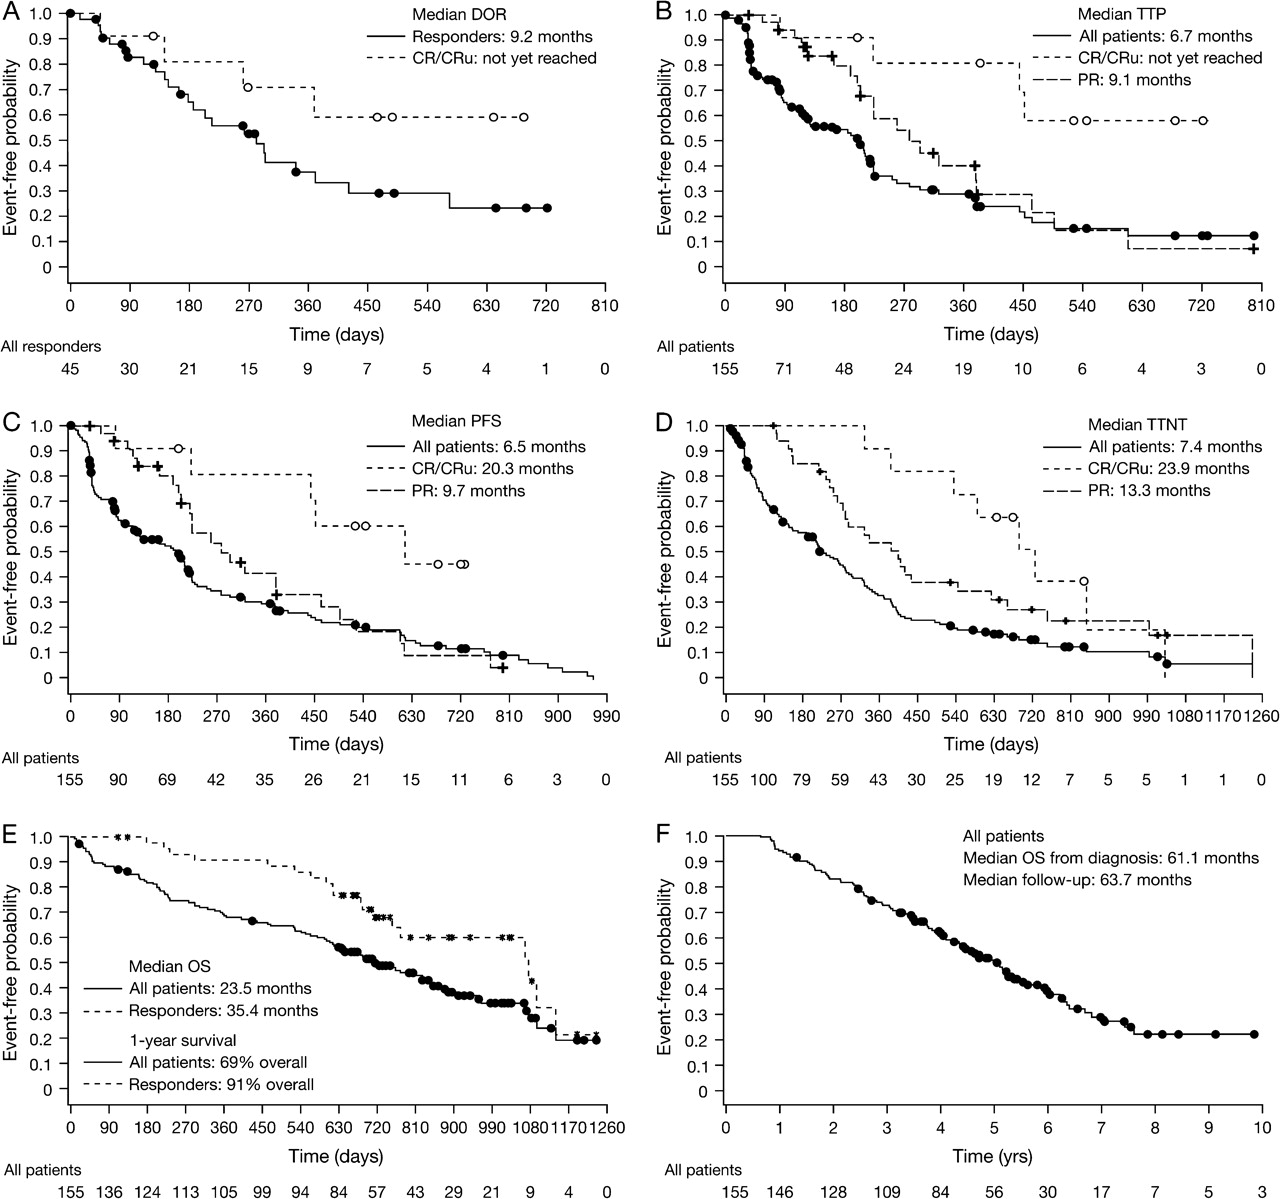 A
Median DOR
Responders: 9.2 months
CR/CRu: not yet reached
Event-free probability
1.0
0.9
0.8
0.7
0.6
0.5
0.4
0.3
0.2
0.1
0
0 90 180 270 360 450 540 630 720 810
Time (days)
All responders
45 30 21 15 9 7 5 4 1 0
B
Median TTP
All patients: 6.7 months
CR/CRu: not yet reached
PR: 9.1 months
Event-free probability
1.0
0.9
0.8
0.7
0.6
0.5
0.4
0.3
0.2
0.1
0
0 90 180 270 360 450 540 630 720 810
Time (days)
All patients
155 71 48 24 19 10 6 4 3 0
C
Median PFS
All patients: 6.5 months
CR/CRu: 20.3 months
PR: 9.7 months
Event-free probability
1.0
0.9
0.8
0.7
0.6
0.5
0.4
0.3
0.2
0.1
0
0 90 180 270 360 450 540 630 720 810 900 990
Time (days)
All patients
155 90 69 42 35 26 21 15 11 6 3 0
D
Median TTNT
All patients: 7.4 months
CR/CRu: 23.9 months
PR: 13.3 months
Event-free probability
1.0
0.9
0.8
0.7
0.6
0.5
0.4
0.3
0.2
0.1
0
0 90 180 270 360 450 540 630 720 810 900 990 1080 1170 1260
Time (days)
All patients
155 100 79 59 43 30 25 19 12 7 5 5 1 1 0
E
Event-free probability
1.0
0.9
0.8
0.7
0.6
0.5
0.4
0.3
0.2
0.1
0
Median OS
All patients: 23.5 months
Responders: 35.4 months
1-year survival
All patients: 69% overall
Responders: 91% overall
0 90 180 270 360 450 540 630 720 810 900 990 1080 1170 1260
Time (days)
All patients
155 136 124 113 105 99 94 84 57 43 29 21 9 4 0
F
All patients
Median OS from diagnosis: 61.1 months
Median follow-up: 63.7 months
Event-free probability
1.0
0.9
0.8
0.7
0.6
0.5
0.4
0.3
0.2
0.1
0
0 1 2 3 4 5 6 7 8 9 10
Time (yrs)
All patients
155 146 128 109 84 56 30 14 7 5 3